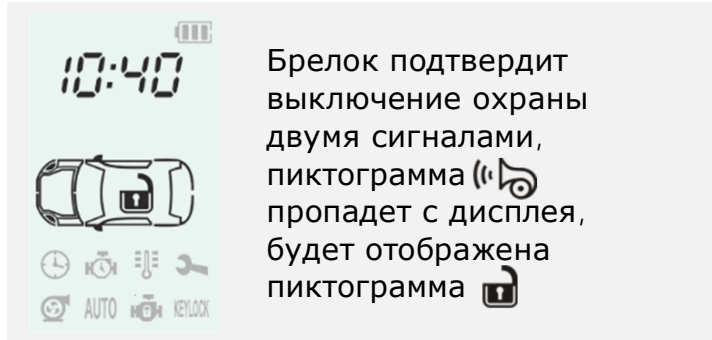 10:40
AUTO
KEYLOCK
Брелок подтвердит
выключение охраны
двумя сигналами,
пиктограмма
пропадет с дисплея,
будет отображена
пиктограмма